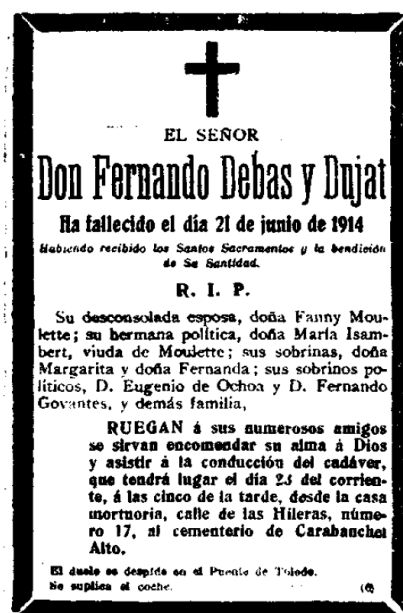 EL SEÑOR
Don Fernando Debas y Dujat
Ha fallecido el día 21 de junio de 1914
Habiendo recibido los Santos Sacramentos y la bendición
de Su Santidad.
R. I. P.
Su desconsolada esposa, doña Fanny Mou-
lette; su hermana política, doña María Isam-
bert, viuda de Moulette; sus sobrinas, doña
Margarita y doña Fernanda; sus sobrinos po-
líticos, D. Eugenio de Ochoa y D. Fernando
Govantes, y demás familia,
RUEGAN á sus numerosos amigos
se sirvan encomendar su alma á Dios
y asistir á la conducción del cadáver,
que tendrá lugar el día 23 del corrien-
te, á las cinco de la tarde, desde la casa
mortuoria, calle de las Hileras, núme-
ro 17, al cementerio de Carabanchel
Alto.
El duelo se despide en el Puente de Toledo.
Se suplica el coche.
(6)